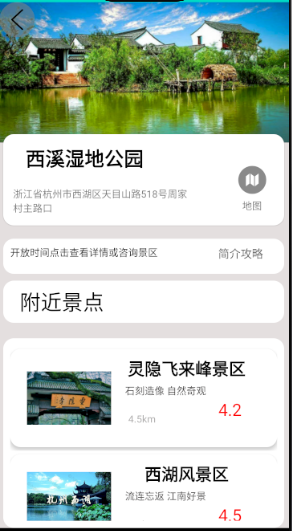 西溪湿地公园
浙江省杭州市西湖区天目山路518号周家
村主路口
地图
开放时间点击查看详情或咨询景区
简介攻略
附近景点
灵隐飞来峰景区
石刻造像 自然奇观
4.5km
4.2
西湖风景区
杭州西湖
流连忘返 江南好景
4.5